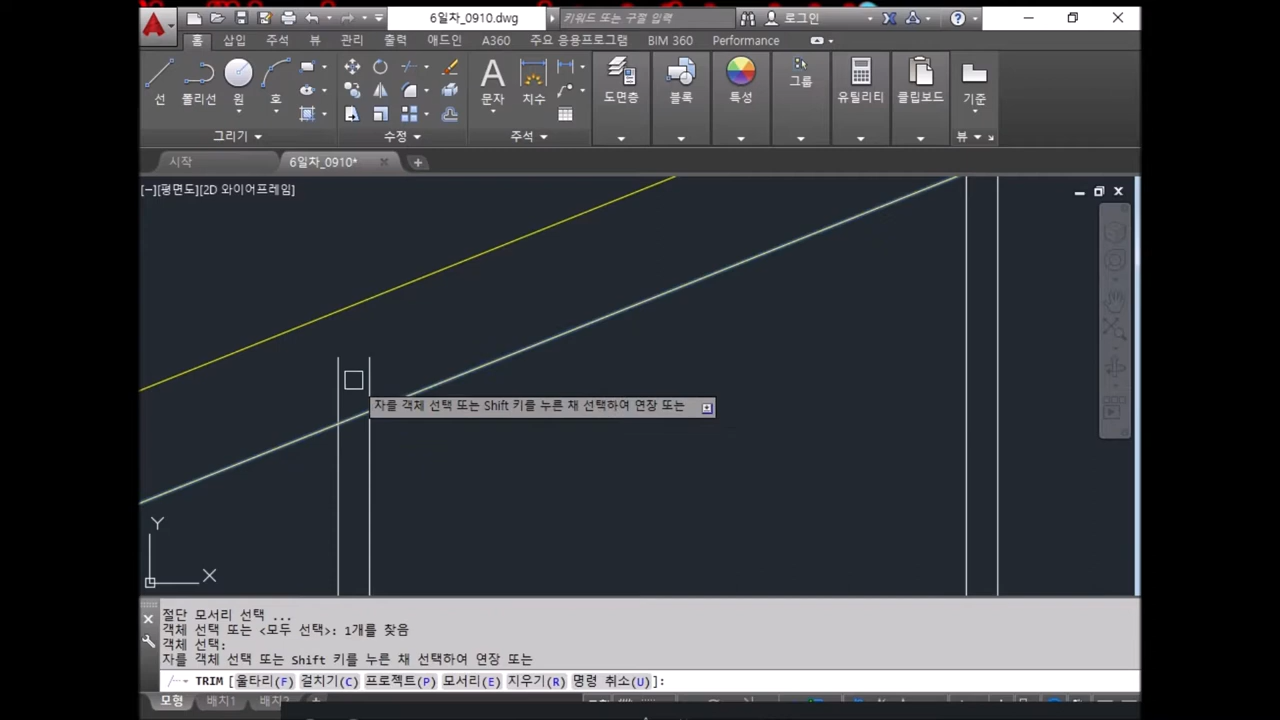 6일차_0910.dwg
키워드 또는 구절 입력
로그인
홈 삽입 주석 뷰 관리 출력 애드인 A360 주요 응용프로그램 BIM 360 Performance
A
선 폴리선 원 호 문자 치수 도면층 블록 특성 그룹 유틸리티 클립보드 기준
그리기 수정 주석 뷰
시작 6일차_0910*
[−][평면도][2D 와이어프레임]
자를 객체 선택 또는 Shift 키를 누른 채 선택하여 연장 또는
Y
X
절단 모서리 선택 ...
객체 선택 또는 <모두 선택>: 1개를 찾음
객체 선택:
자를 객체 선택 또는 Shift 키를 누른 채 선택하여 연장 또는
TRIM [울타리(F) 걸치기(C) 프로젝트(P) 모서리(E) 지우기(R) 명령 취소(U)]:
모형 배치1 배치2